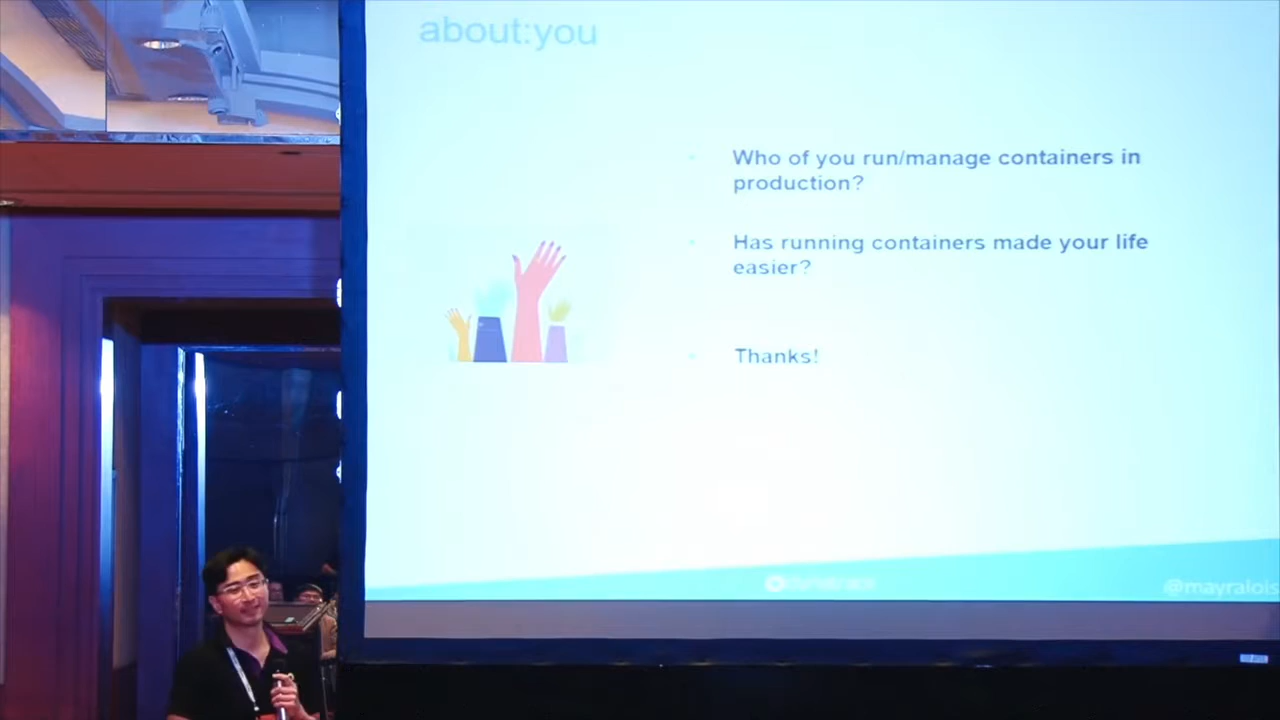 about:you
Who of you run/manage containers in
production?
Has running containers made your life
easier?
Thanks!
@mayralois